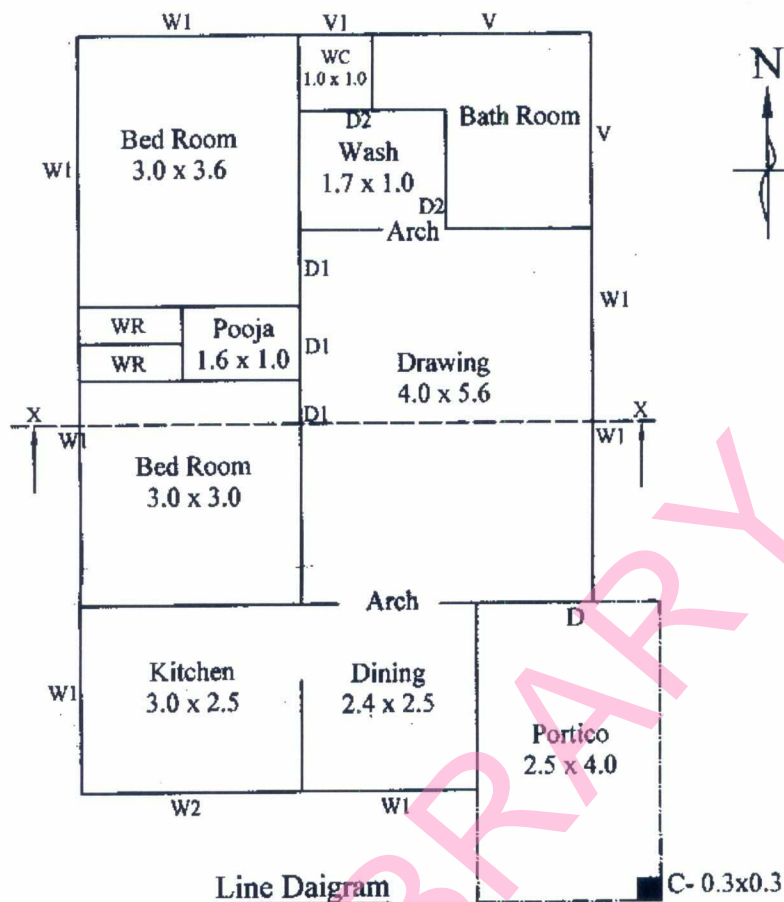 W1 V1 V
WC
1.0 x 1.0
N
Bed Room
3.0 x 3.6
D2
Wash
1.7 x 1.0
Bath Room
V
W1
D2
Arch
D1
W1
WR
WR
Pooja
1.6 x 1.0
D1
Drawing
4.0 x 5.6
X
W1
D1
X
W1
Bed Room
3.0 x 3.0
Arch
D
W1
Kitchen
3.0 x 2.5
Dining
2.4 x 2.5
Portico
2.5 x 4.0
W2
W1
Line Daigram
C- 0.3x0.3
BRARY